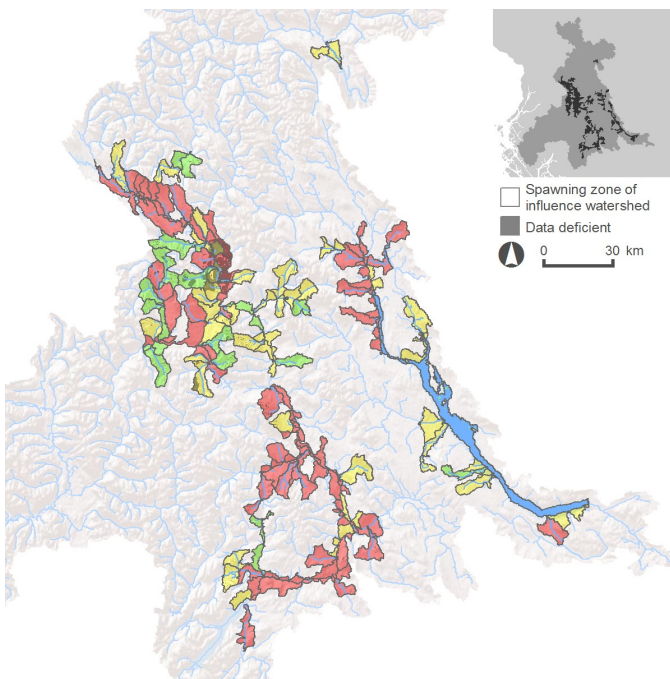 Spawning zone of
influence watershed
Data deficient
0 30 km